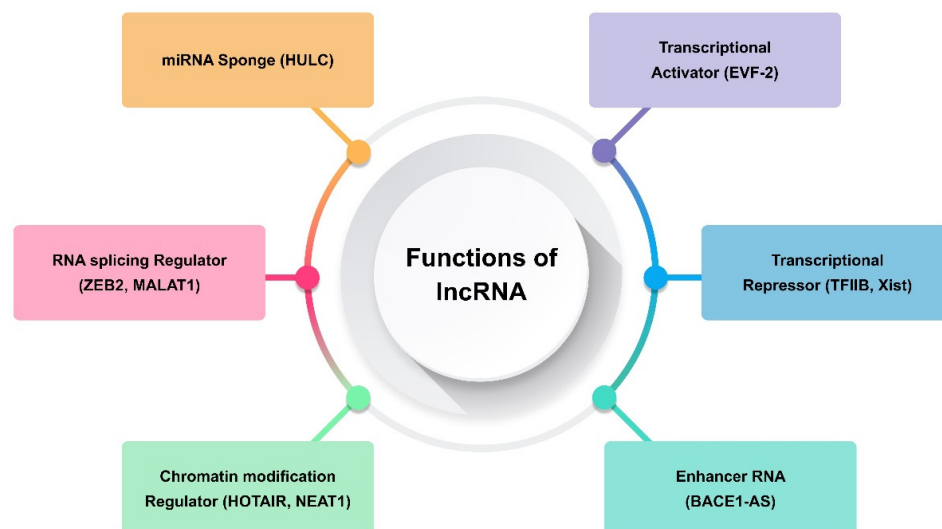 miRNA Sponge (HULC)
Transcriptional
Activator (EVF-2)
RNA splicing Regulator
(ZEB2, MALAT1)
Functions of
lncRNA
Transcriptional
Repressor (TFIIB, Xist)
Chromatin modification
Regulator (HOTAIR, NEAT1)
Enhancer RNA
(BACE1-AS)